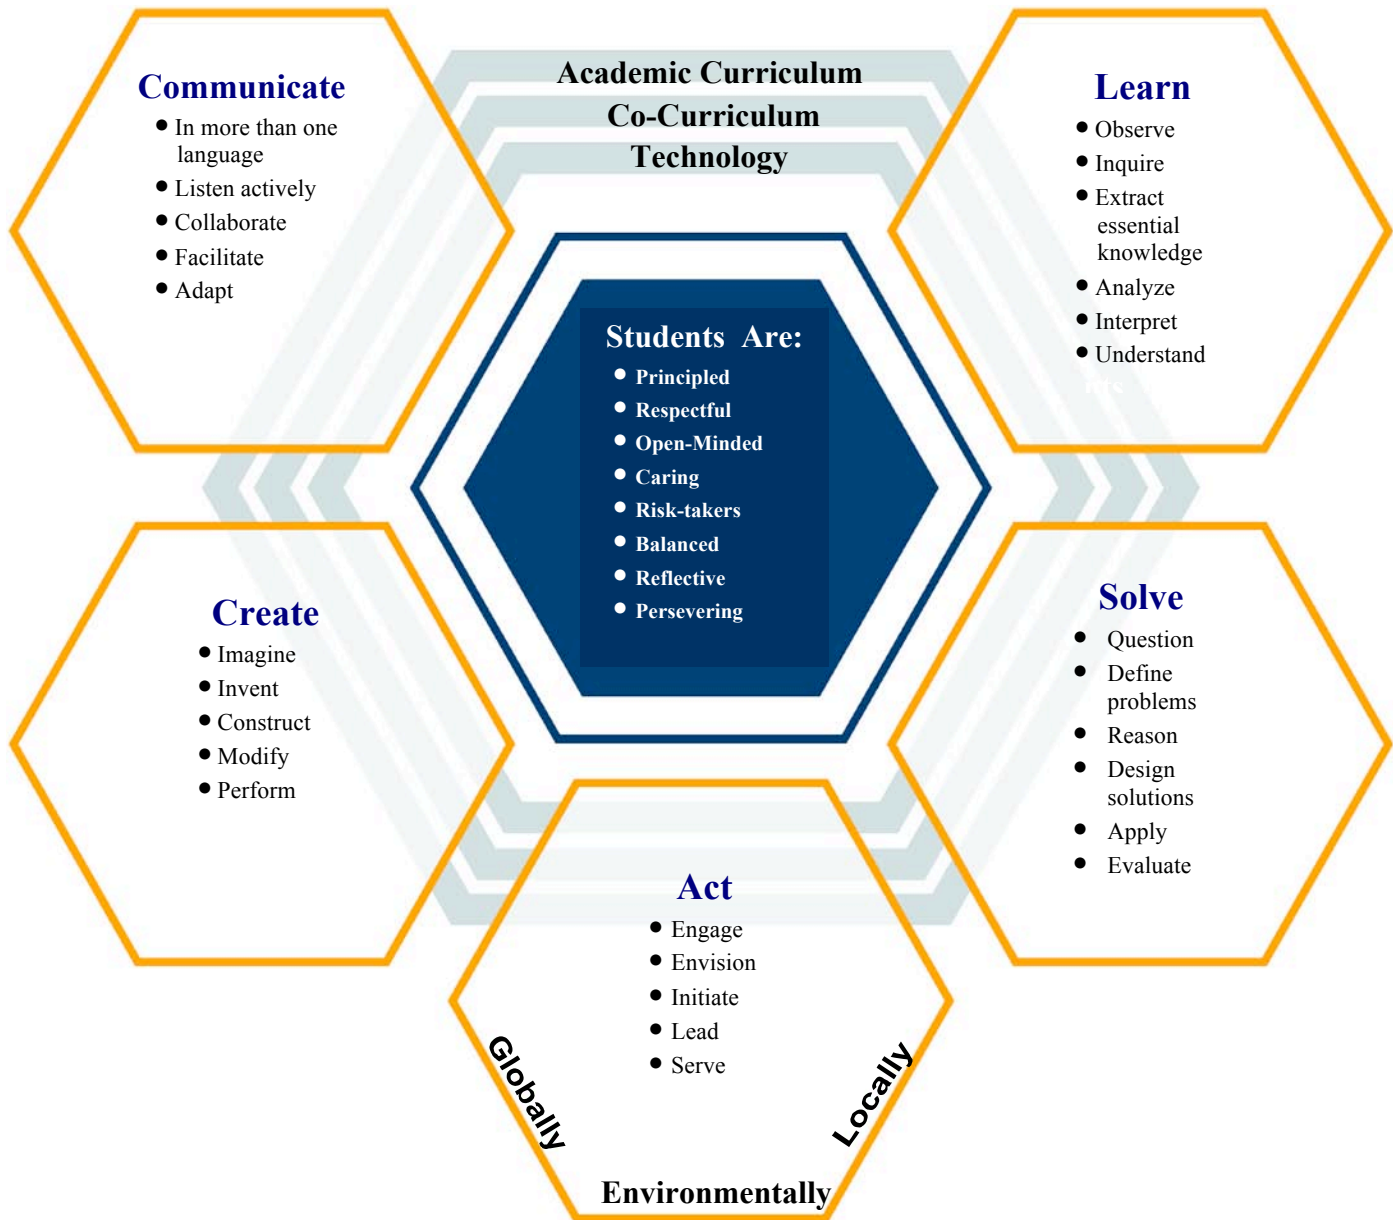 Academic Curriculum
Co-Curriculum
Technology
Communicate
• In more than one
language
• Listen actively
• Collaborate
• Facilitate
• Adapt
Learn
• Observe
• Inquire
• Extract
essential
knowledge
• Analyze
• Interpret
• Understand
Students Are:
• Principled
• Respectful
• Open-Minded
• Caring
• Risk-takers
• Balanced
• Reflective
• Persevering
Create
• Imagine
• Invent
• Construct
• Modify
• Perform
Solve
• Question
• Define
problems
• Reason
• Design
solutions
• Apply
• Evaluate
Act
• Engage
• Envision
• Initiate
• Lead
• Serve
Globally
Locally
Environmentally